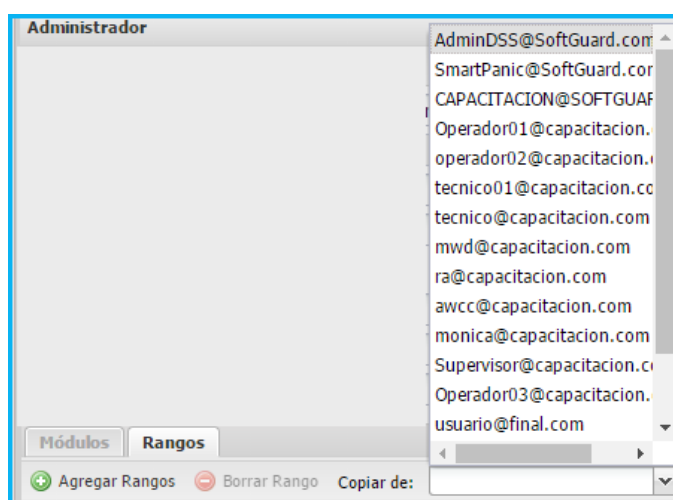 Administrador
AdminDSS@SoftGuard.com
SmartPanic@SoftGuard.cor
CAPACITACION@SOFTGUAF
Operador01@capacitacion.
operador02@capacitacion.
tecnico01@capacitacion.co
tecnico@capacitacion.com
mwd@capacitacion.com
ra@capacitacion.com
awcc@capacitacion.com
monica@capacitacion.com
Supervisor@capacitacion.c
Operador03@capacitacion.
usuario@final.com
Módulos Rangos
Agregar Rangos Borrar Rango Copiar de: